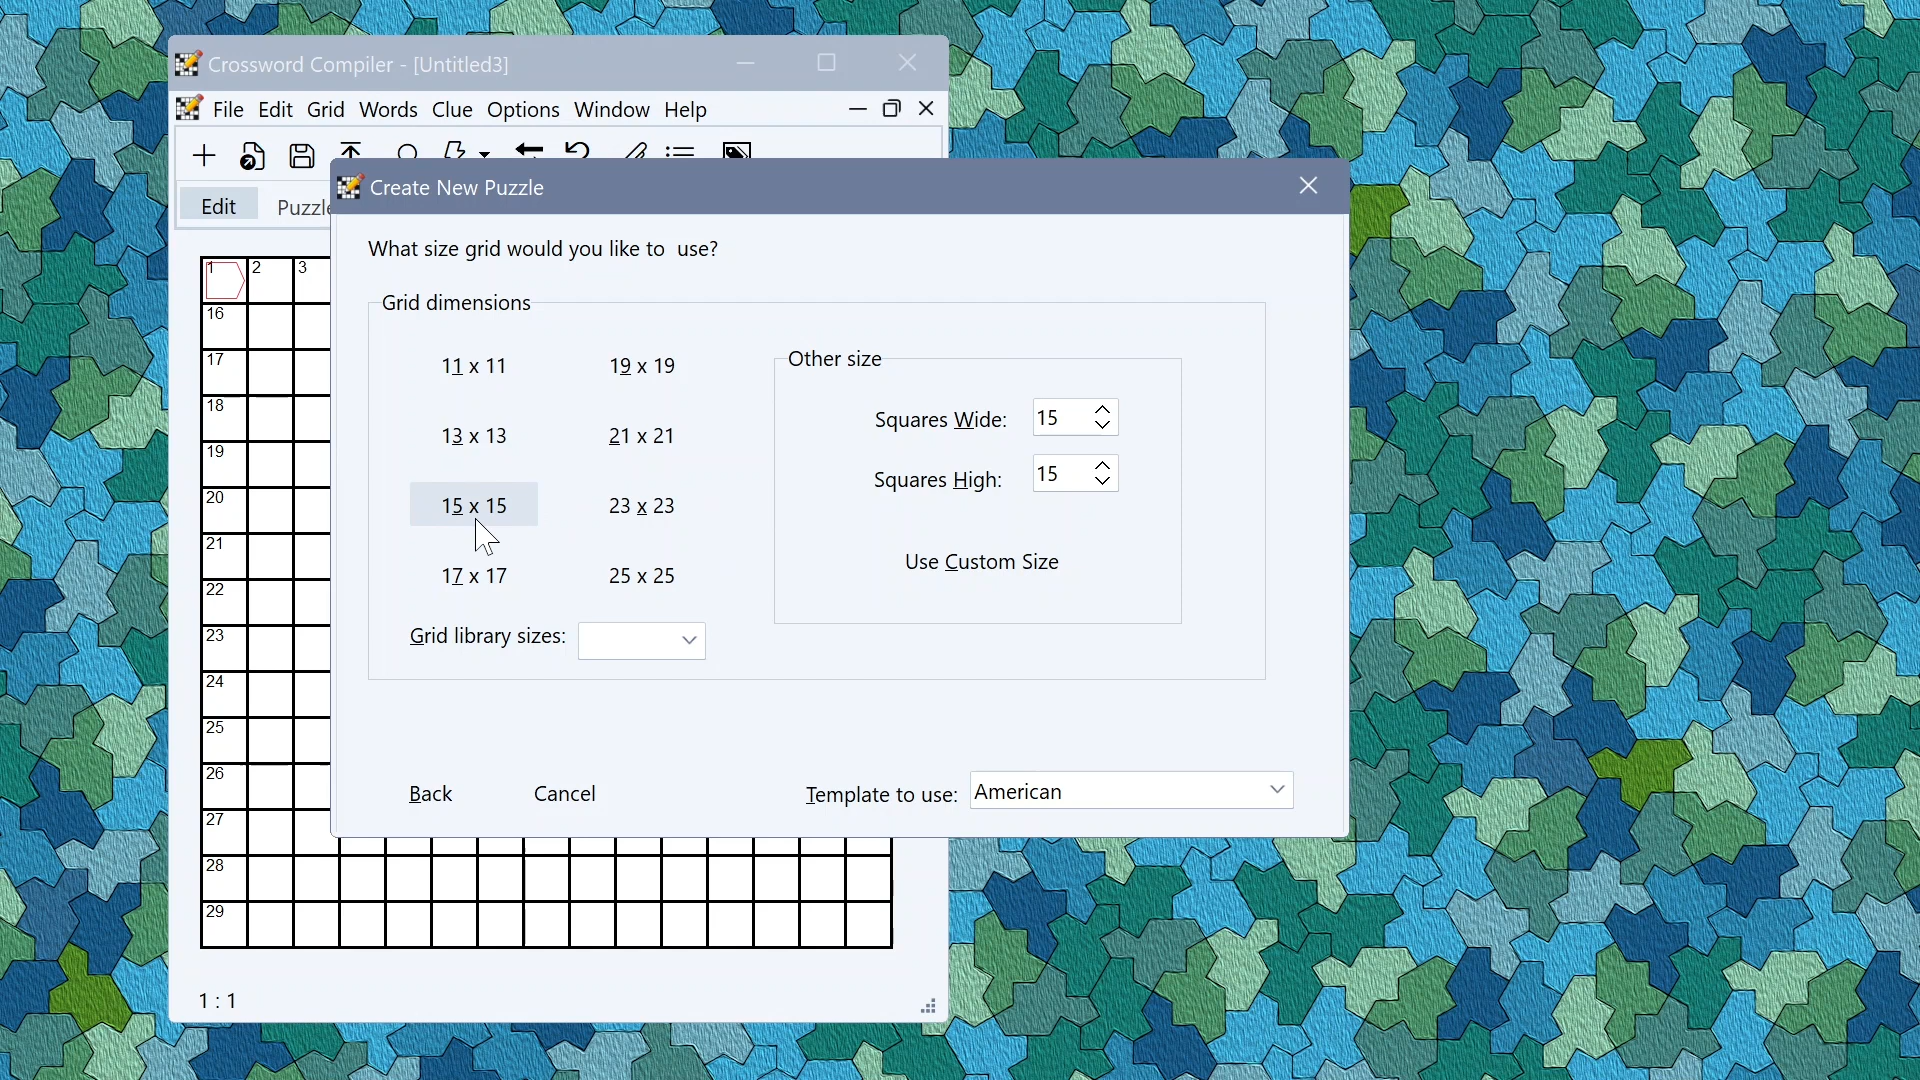 Crossword Compiler - [Untitled3]
File Edit Grid Words Clue Options Window Help
Edit
Create New Puzzle
What size grid would you like to use?
Grid dimensions
11 x 11
19 x 19
13 x 13
21 x 21
15 x 15
23 x 23
17 x 17
25 x 25
Grid library sizes:
Other size
Squares Wide: 15
Squares High: 15
Use Custom Size
Back
Cancel
Template to use: American
1 2 3
16
17
18
19
20
21
22
23
24
25
26
27
28
29
1 : 1